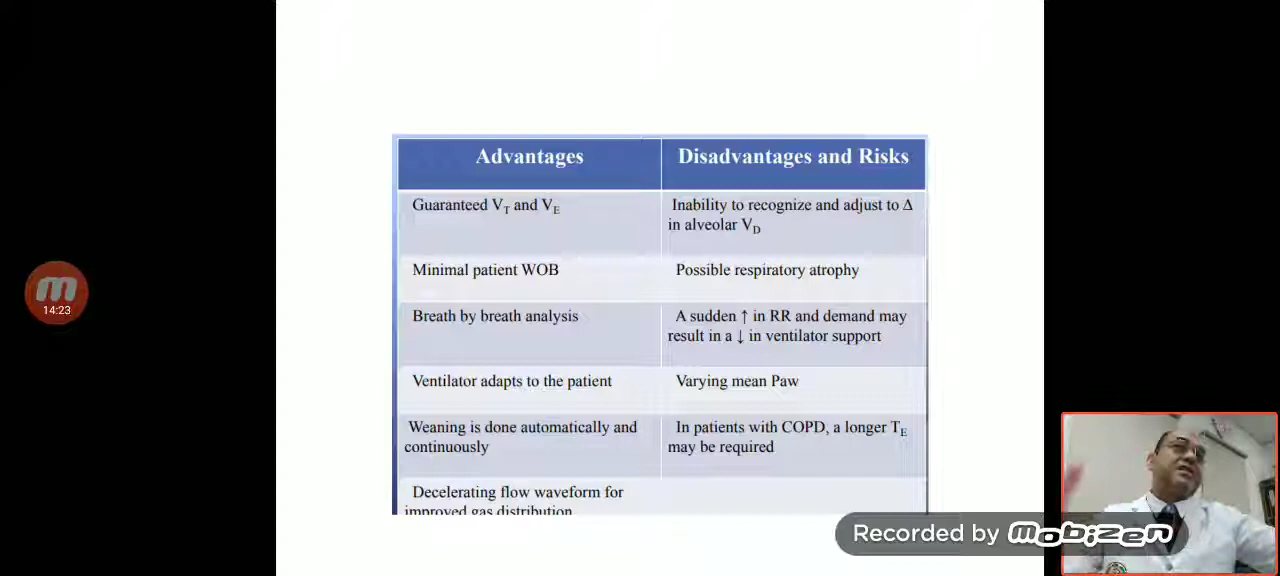 Advantages
Disadvantages and Risks
Guaranteed VT and VE
Inability to recognize and adjust to Δ
in alveolar VD
Minimal patient WOB
Possible respiratory atrophy
Breath by breath analysis
A sudden ↑ in RR and demand may
result in a ↓ in ventilator support
Ventilator adapts to the patient
Varying mean Paw
Weaning is done automatically and
continuously
In patients with COPD, a longer TE
may be required
Decelerating flow waveform for
improved gas distribution
14:23
Recorded by mobizen